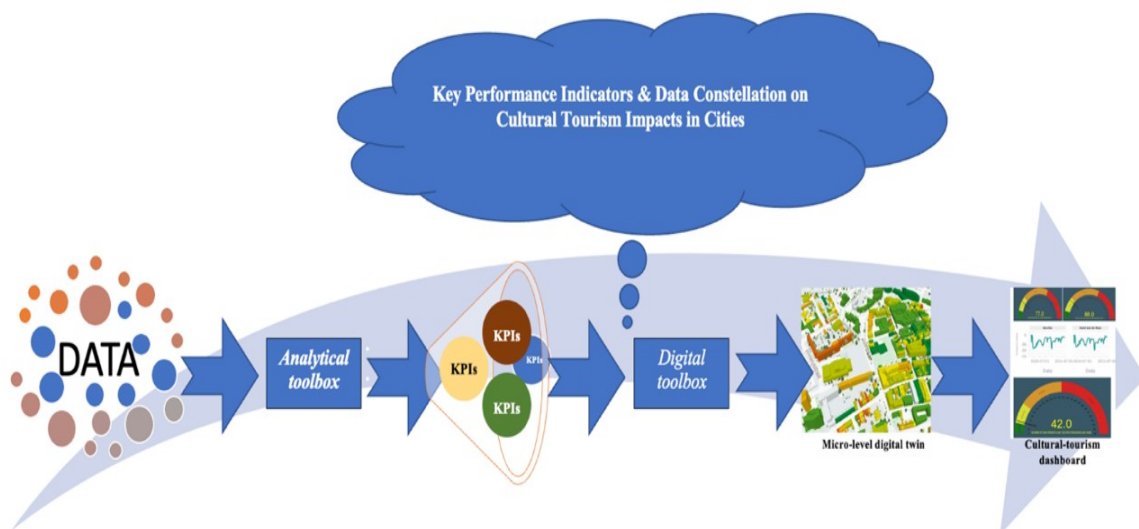 Key Performance Indicators & Data Constellation on
Cultural Tourism Impacts in Cities
DATA
Analytical
toolbox
KPIs
KPIs
KPIs
KPIs
Digital
toolbox
Micro-level digital twin
42.0
Cultural-tourism
dashboard